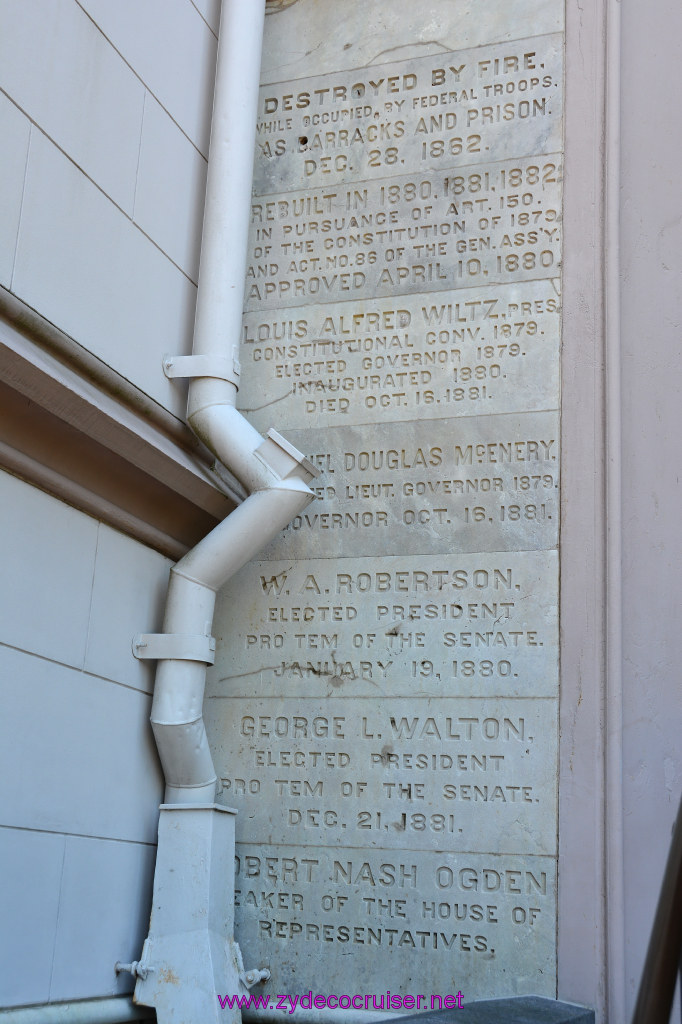 DESTROYED BY FIRE,
WHILE OCCUPIED, BY FEDERAL TROOPS,
AS BARRACKS AND PRISON.
DEC. 28, 1862.
REBUILT IN 1880, 1881, 1882
IN PURSUANCE OF ART. 150.
OF THE CONSTITUTION OF 1879
AND ACT. NO. 86 OF THE GEN. ASS'Y.
APPROVED APRIL 10, 1880.
LOUIS ALFRED WILTZ, PRES
CONSTITUTIONAL CONV. 1879.
ELECTED GOVERNOR 1879.
INAUGURATED 1880.
DIED OCT. 16. 1881.
DOUGLAS McENERY.
LIEUT. GOVERNOR 1879.
GOVERNOR OCT. 16, 1881.
W. A. ROBERTSON,
ELECTED PRESIDENT
PRO TEM OF THE SENATE.
JANUARY 19, 1880.
GEORGE L. WALTON,
ELECTED PRESIDENT
PRO TEM OF THE SENATE.
DEC. 21, 1881.
OBERT NASH OGDEN
EAKER OF THE HOUSE OF
REPRESENTATIVES.
www.zydecocruiser.net